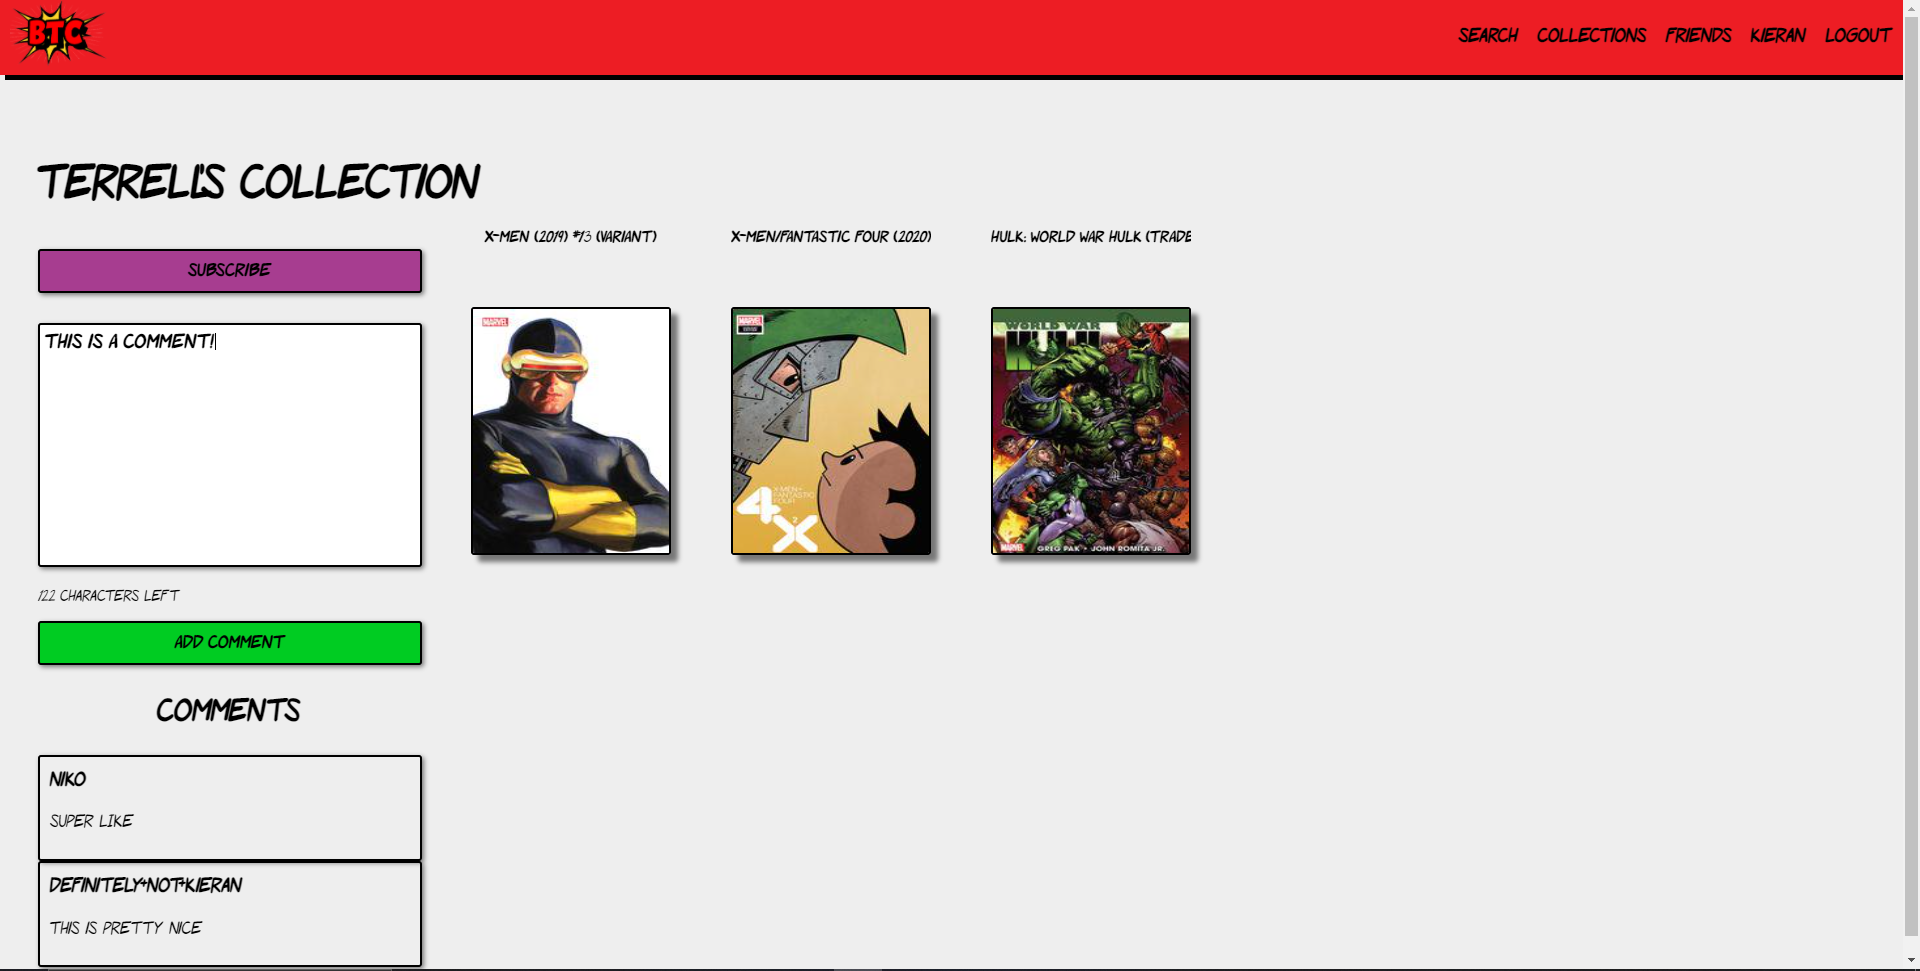 BTC
SEARCH COLLECTIONS FRIENDS KIERAN LOGOUT
TERRELL'S COLLECTION
SUBSCRIBE
THIS IS A COMMENT!
122 CHARACTERS LEFT
ADD COMMENT
COMMENTS
NIKO
SUPER LIKE
DEFINITELY+NOT+KIERAN
THIS IS PRETTY NICE
X-MEN (2019) #13 (VARIANT)
MARVEL
X-MEN/FANTASTIC FOUR (2020)
MARVEL
4
X-MEN+
FANTASTIC
FOUR
2
X
HULK: WORLD WAR HULK (TRADE
WORLD WAR
HULK
MARVEL
GREG PAK • JOHN ROMITA JR.